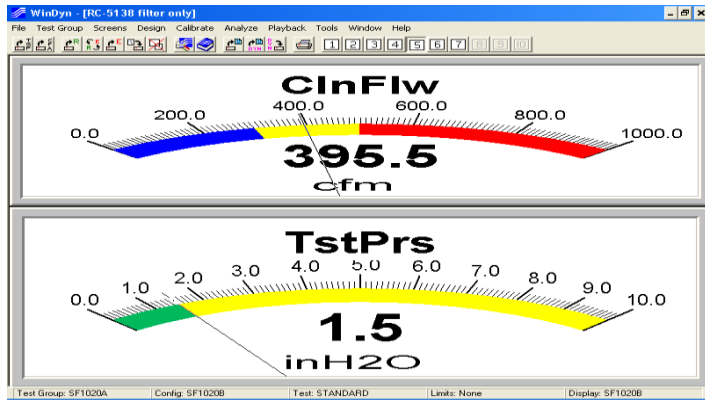 WinDyn - [RC-5138 filter only]
File Test Group Screens Design Calibrate Analyze Playback Tools Window Help
1 2 3 4 5 6 7 8 9 10
ClnFlw
0.0 200.0 400.0 600.0 800.0 1000.0
395.5
cfm
TstPrs
0.0 1.0 2.0 3.0 4.0 5.0 6.0 7.0 8.0 9.0 10.0
1.5
inH2O
Test Group: SF1020A Config: SF1020B Test: STANDARD Limits: None Display: SF1020B